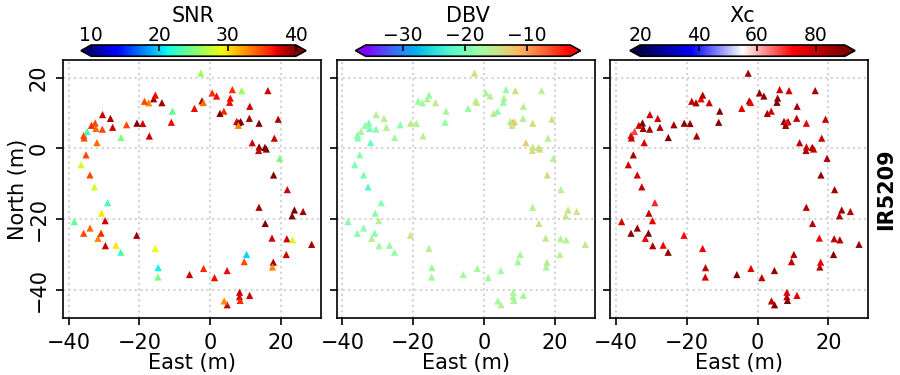 SNR DBV Xc
10 20 30 40 −30 −20 −10 20 40 60 80
20
0
−20
−40
North (m)
IR5209
−40 −20 0 20 −40 −20 0 20 −40 −20 0 20
East (m) East (m) East (m)